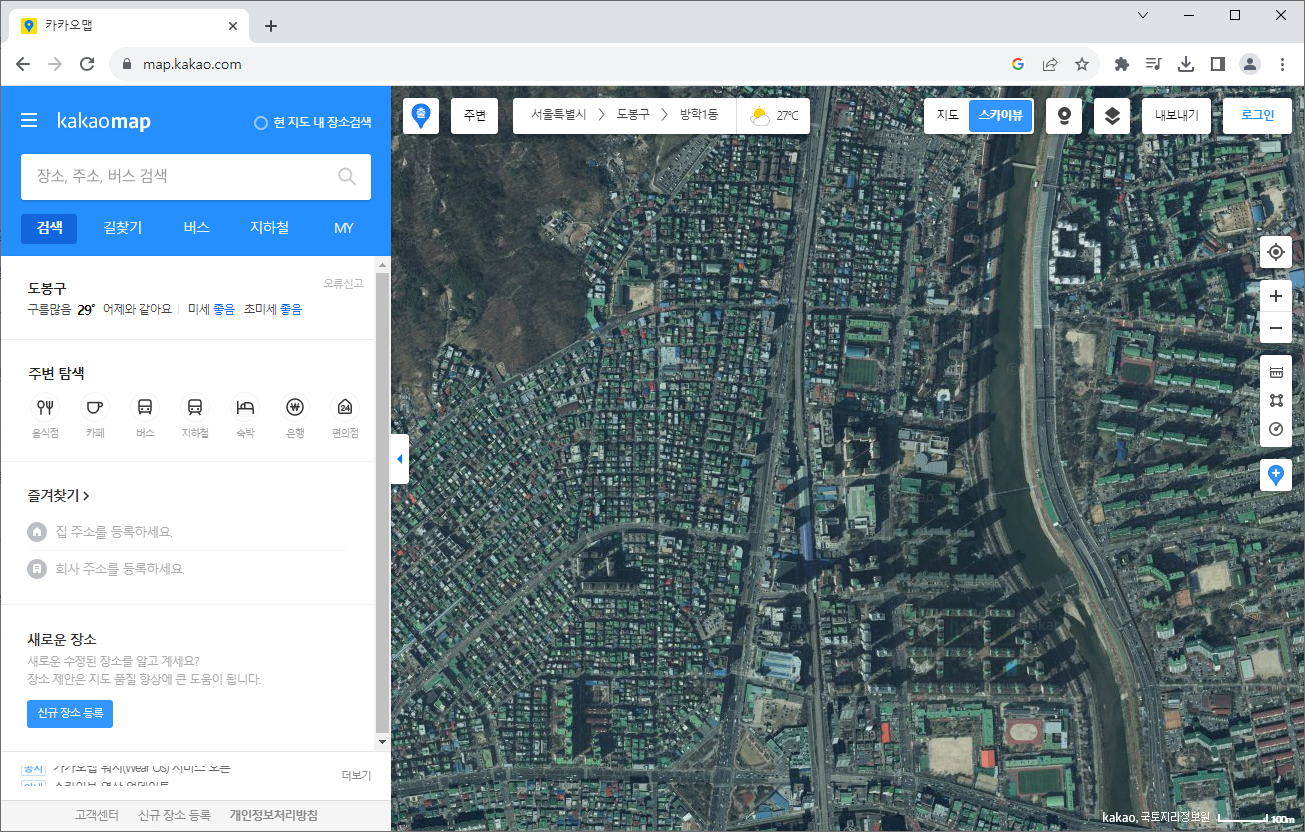 카카오맵
map.kakao.com
kakaomap
현 지도 내 장소검색
장소, 주소, 버스 검색
검색 길찾기 버스 지하철 MY
도봉구
오류신고
구름많음 29° 어제와 같아요 미세 좋음 초미세 좋음
주변 탐색
음식점 카페 버스 지하철 숙박 은행 편의점
24
즐겨찾기
집 주소를 등록하세요.
회사 주소를 등록하세요.
새로운 장소
새로운 수정된 장소를 알고 계세요?
장소 제안은 지도 품질 향상에 큰 도움이 됩니다.
신규 장소 등록
공지 카카오맵 워치(Wear OS) 서비스 오픈
더보기
고객센터 신규 장소 등록 개인정보처리방침
출 주변 서울특별시 도봉구 방학1동 27℃
지도 스카이뷰 내보내기 로그인
kakao, 국토지리정보원 100m